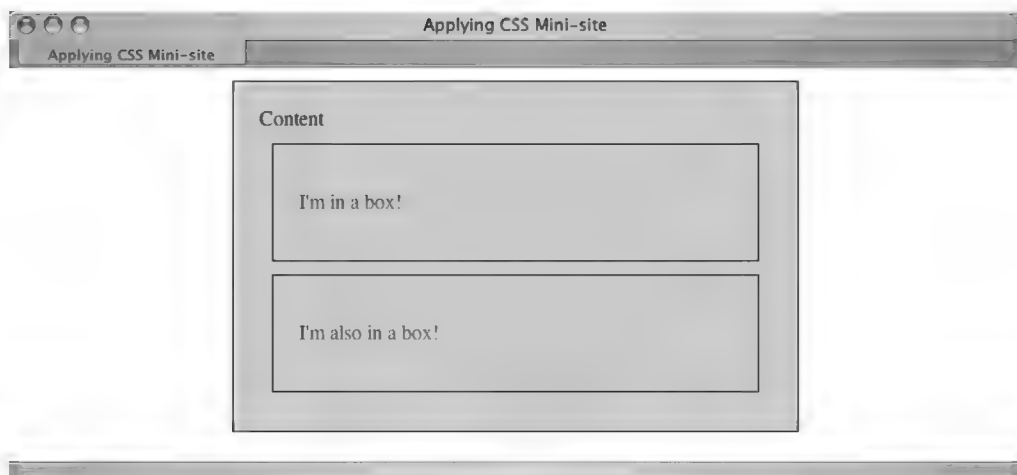 Applying CSS Mini-site
Applying CSS Mini-site
Content
I'm in a box!
I'm also in a box!